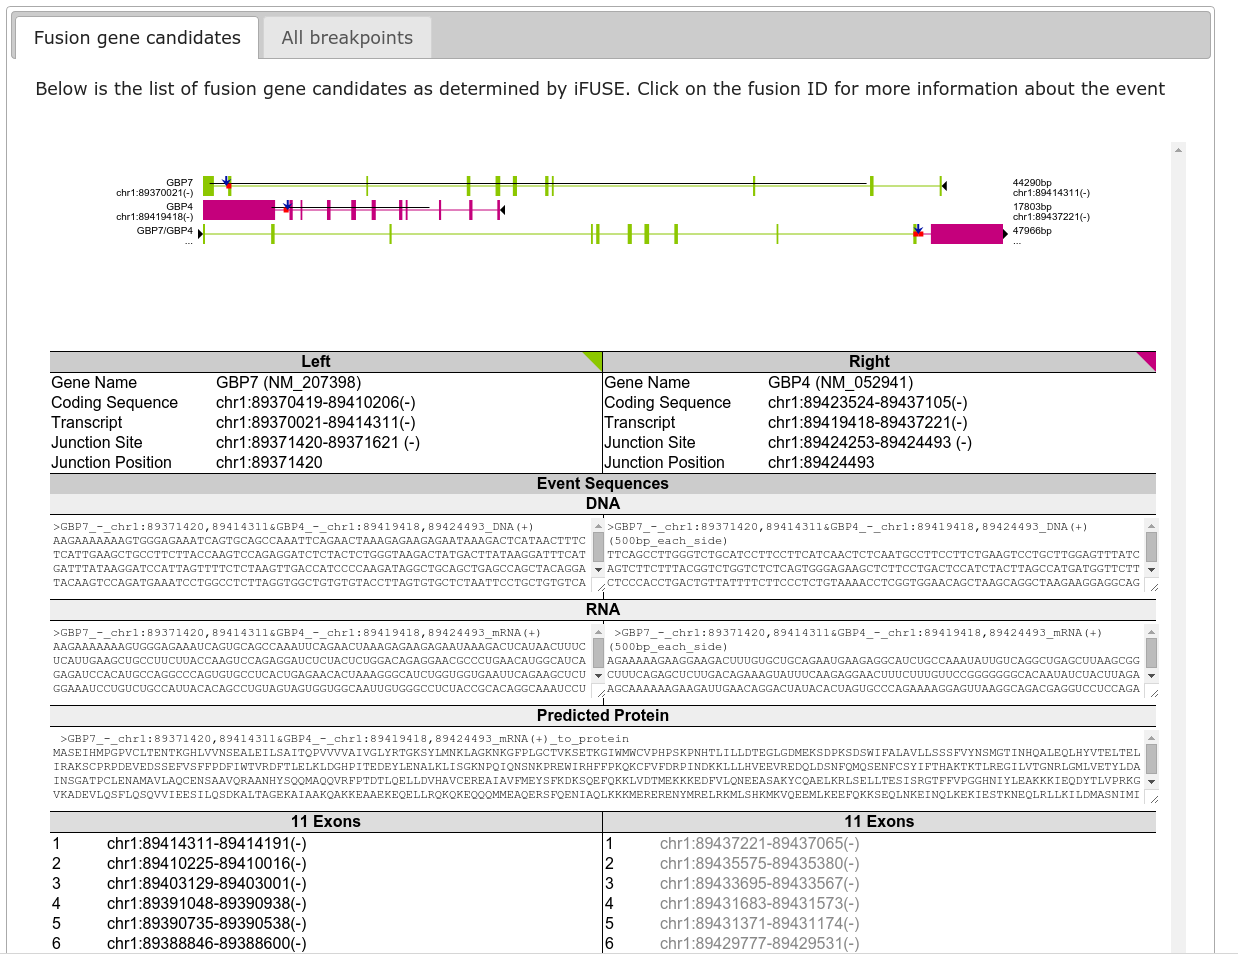 Fusion gene candidates
All breakpoints
Below is the list of fusion gene candidates as determined by iFUSE. Click on the fusion ID for more information about the event
GBP7
chr1:89370021(-)
44290bp
chr1:89414311(-)
GBP4
chr1:89419418(-)
17803bp
chr1:89437221(-)
GBP7/GBP4
...
47966bp
...
Left
Right
Gene Name GBP7 (NM_207398)
Coding Sequence chr1:89370419-89410206(-)
Transcript chr1:89370021-89414311(-)
Junction Site chr1:89371420-89371621 (-)
Junction Position chr1:89371420
Gene Name GBP4 (NM_052941)
Coding Sequence chr1:89423524-89437105(-)
Transcript chr1:89419418-89437221(-)
Junction Site chr1:89424253-89424493 (-)
Junction Position chr1:89424493
Event Sequences
DNA
>GBP7_-_chr1:89371420,89414311&GBP4_-_chr1:89419418,89424493_DNA(+)
AAGAAAAAAAGTGGGAGAAATCAGTGCAGCCAAATTCAGAACTAAAGAGAAGAGAATAAAGACTCATAACTTTC
TCATTGAAGCTGCCTTCTTACCAAGTCCAGAGGATCTCTACTCTGGGTAAGACTATGACTTATAAGGATTTCAT
GATTTATAAGGATCCATTAGTTTTCTCTAAGTTGACCATCCCCAAGATAGGCTGCAGCTGAGCCAGCTACAGGA
TACAAGTCCAGATGAAATCCTGGCCTCTTAGGTGGCTGTGTGTACCTTAGTGTGCTCTAATTCCTGCTGTGTCA
>GBP7_-_chr1:89371420,89414311&GBP4_-_chr1:89419418,89424493_DNA(+)
(500bp_each_side)
TTCAGCCTTGGGTCTGCATCCTTCCTTCATCAACTCTCAATGCCTTCCTTCTGAAGTCCTGCTTGGAGTTTATC
AGTCTTCTTTACGGTCTGGTCTCTCAGTGGGAGAAGCTCTTCCTGACTCCATCTACTTAGCCATGATGGTTCTT
CTCCCACCTGACTGTTATTTTCTTCCCTCTGTAAAACCTCGGTGGAACAGCTAAGCAGGCTAAGAAGGAGGCAG
RNA
>GBP7_-_chr1:89371420,89414311&GBP4_-_chr1:89419418,89424493_mRNA(+)
AAGAAAAAAAGUGGGAGAAAUCAGUGCAGCCAAAUUCAGAACUAAAGAGAAGAGAAUAAAGACUCAUAACUUUC
UCAUUGAAGCUGCCUUCUUACCAAGUCCAGAGGAUCUCUACUCUGGACAGAGGAACGCCCUGAACAUGGCAUCA
GAGAUCCACAUGCCAGGCCCAGUGUGCCUCACUGAGAACACUAAAGGGCAUCUGGUGGUGAAUUCAGAAGCUCU
GGAAAUCCUGUCUGCCAUUACACAGCCUGUAGUAGUGGUGGCAAUUGUGGGCCUCUACCGCACAGGCAAAUCCU
>GBP7_-_chr1:89371420,89414311&GBP4_-_chr1:89419418,89424493_mRNA(+)
(500bp_each_side)
AGAAAAAGAAGGAAGACUUUGUGCUGCAGAAUGAAGAGGCAUCUGCCAAAUAUUGUCAGGCUGAGCUUAAGCGG
CUUUCAGAGCUCUUGACAGAAAGUAUUUCAAGAGGAACUUUCUUUGUUCCGGGGGGGCACAAUAUCUACUUAGA
AGCAAAAAAGAAGAUUGAACAGGACUAUACACUAGUGCCCAGAAAAGGAGUUAAGGCAGACGAGGUCCUCCAGA
Predicted Protein
>GBP7_-_chr1:89371420,89414311&GBP4_-_chr1:89419418,89424493_mRNA(+)_to_protein
MASEIHMPGPVCLTENTKGHLVVNSEALEILSAITQPVVVVAIVGLYRTGKSYLMNKLAGKNKGFPLGCTVKSETKGIWMWCVPHPSKPNHTLILLDTEGLGDMEKSDPKSDSWIFALAVLLSSSFVYNSMGTINHQALEQLHYVTELTEL
IRAKSCPRPDEVEDSSEFVSFFPDFIWTVRDFTLELKLDGHPITEDEYLENALKLISGKNPQIQNSNKPREWIRHFFPKQKCFVFDRPINDKKLLLHVEEVREDQLDSNFQMQSENFCSYIFTHAKTKTLREGILVTGNRLGMLVETYLDA
INSGATPCLENAMAVLAQCENSAAVQRAANHYSQQMAQQVRFPTDTLQELLDVHAVCEREAIAVFMEYSFKDKSQEFQKKLVDTMEKKKEDFVLQNEEASAKYCQAELKRLSELLTESISRGTFFVPGGHNIYLEAKKKIEQDYTLVPRKG
VKADEVLQSFLQSQVVIEESILQSDKALTAGEKAIAAKQAKKEAAEKEQELLRQKQKEQQQMMEAQERSFQENIAQLKKKMERERENYMRELRKMLSHKMKVQEEMLKEEFQKKSEQLNKEINQLKEKIESTKNEQLRLLKILDMASNIMI
11 Exons
11 Exons
1 chr1:89414311-89414191(-)
2 chr1:89410225-89410016(-)
3 chr1:89403129-89403001(-)
4 chr1:89391048-89390938(-)
5 chr1:89390735-89390538(-)
6 chr1:89388846-89388600(-)
1 chr1:89437221-89437065(-)
2 chr1:89435575-89435380(-)
3 chr1:89433695-89433567(-)
4 chr1:89431683-89431573(-)
5 chr1:89431371-89431174(-)
6 chr1:89429777-89429531(-)